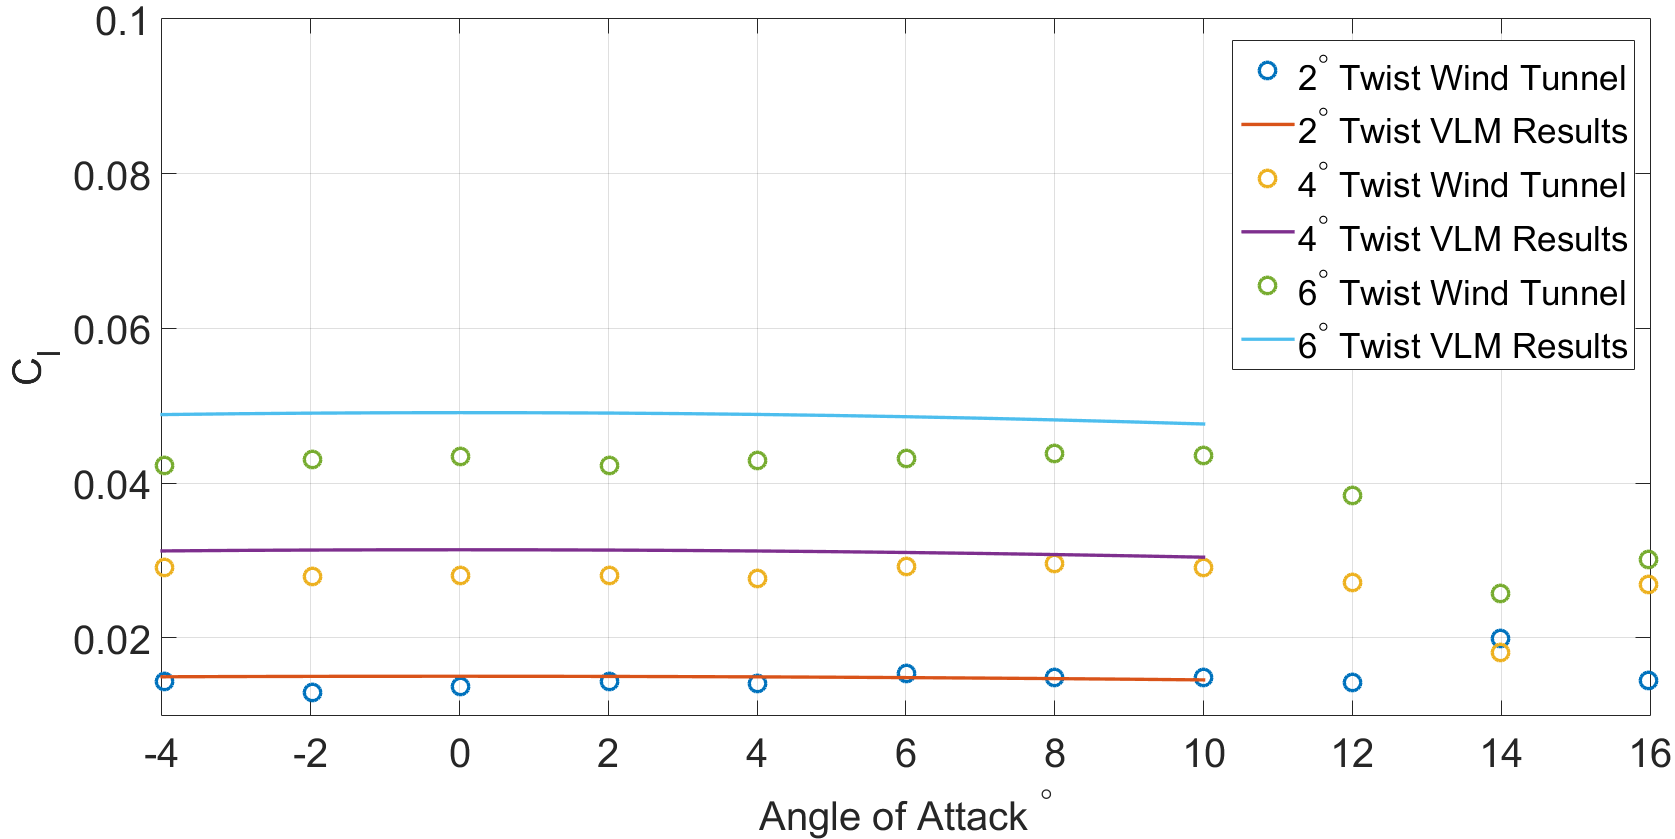 0.1
0.08
0.06
0.04
0.02
C_l
-4 -2 0 2 4 6 8 10 12 14 16
Angle of Attack °
2° Twist Wind Tunnel
2° Twist VLM Results
4° Twist Wind Tunnel
4° Twist VLM Results
6° Twist Wind Tunnel
6° Twist VLM Results